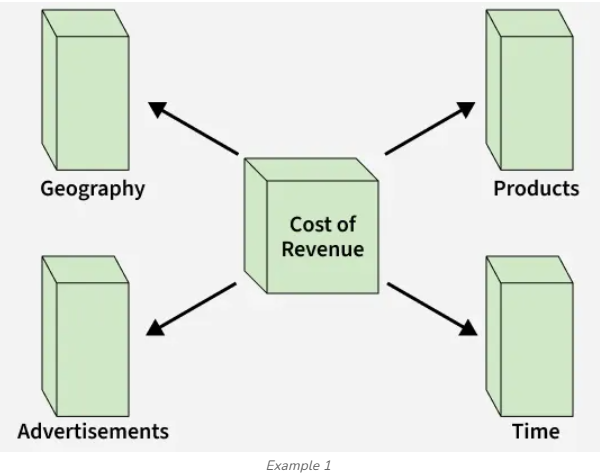 Geography
Products
Cost of
Revenue
Advertisements
Time
Example 1